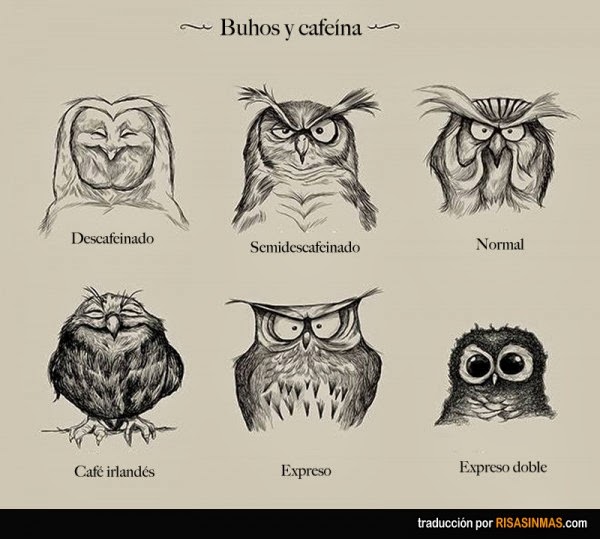 Buhos y cafeína
Descafeinado
Semidescafeinado
Normal
Café irlandés
Expreso
Expreso doble
traducción por RISASINMAS.com